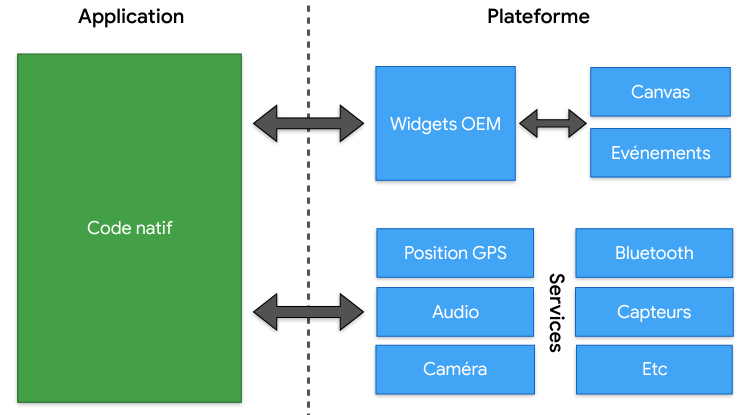 Application
Plateforme
Code natif
Widgets OEM
Canvas
Evénements
Position GPS
Audio
Caméra
Services
Bluetooth
Capteurs
Etc